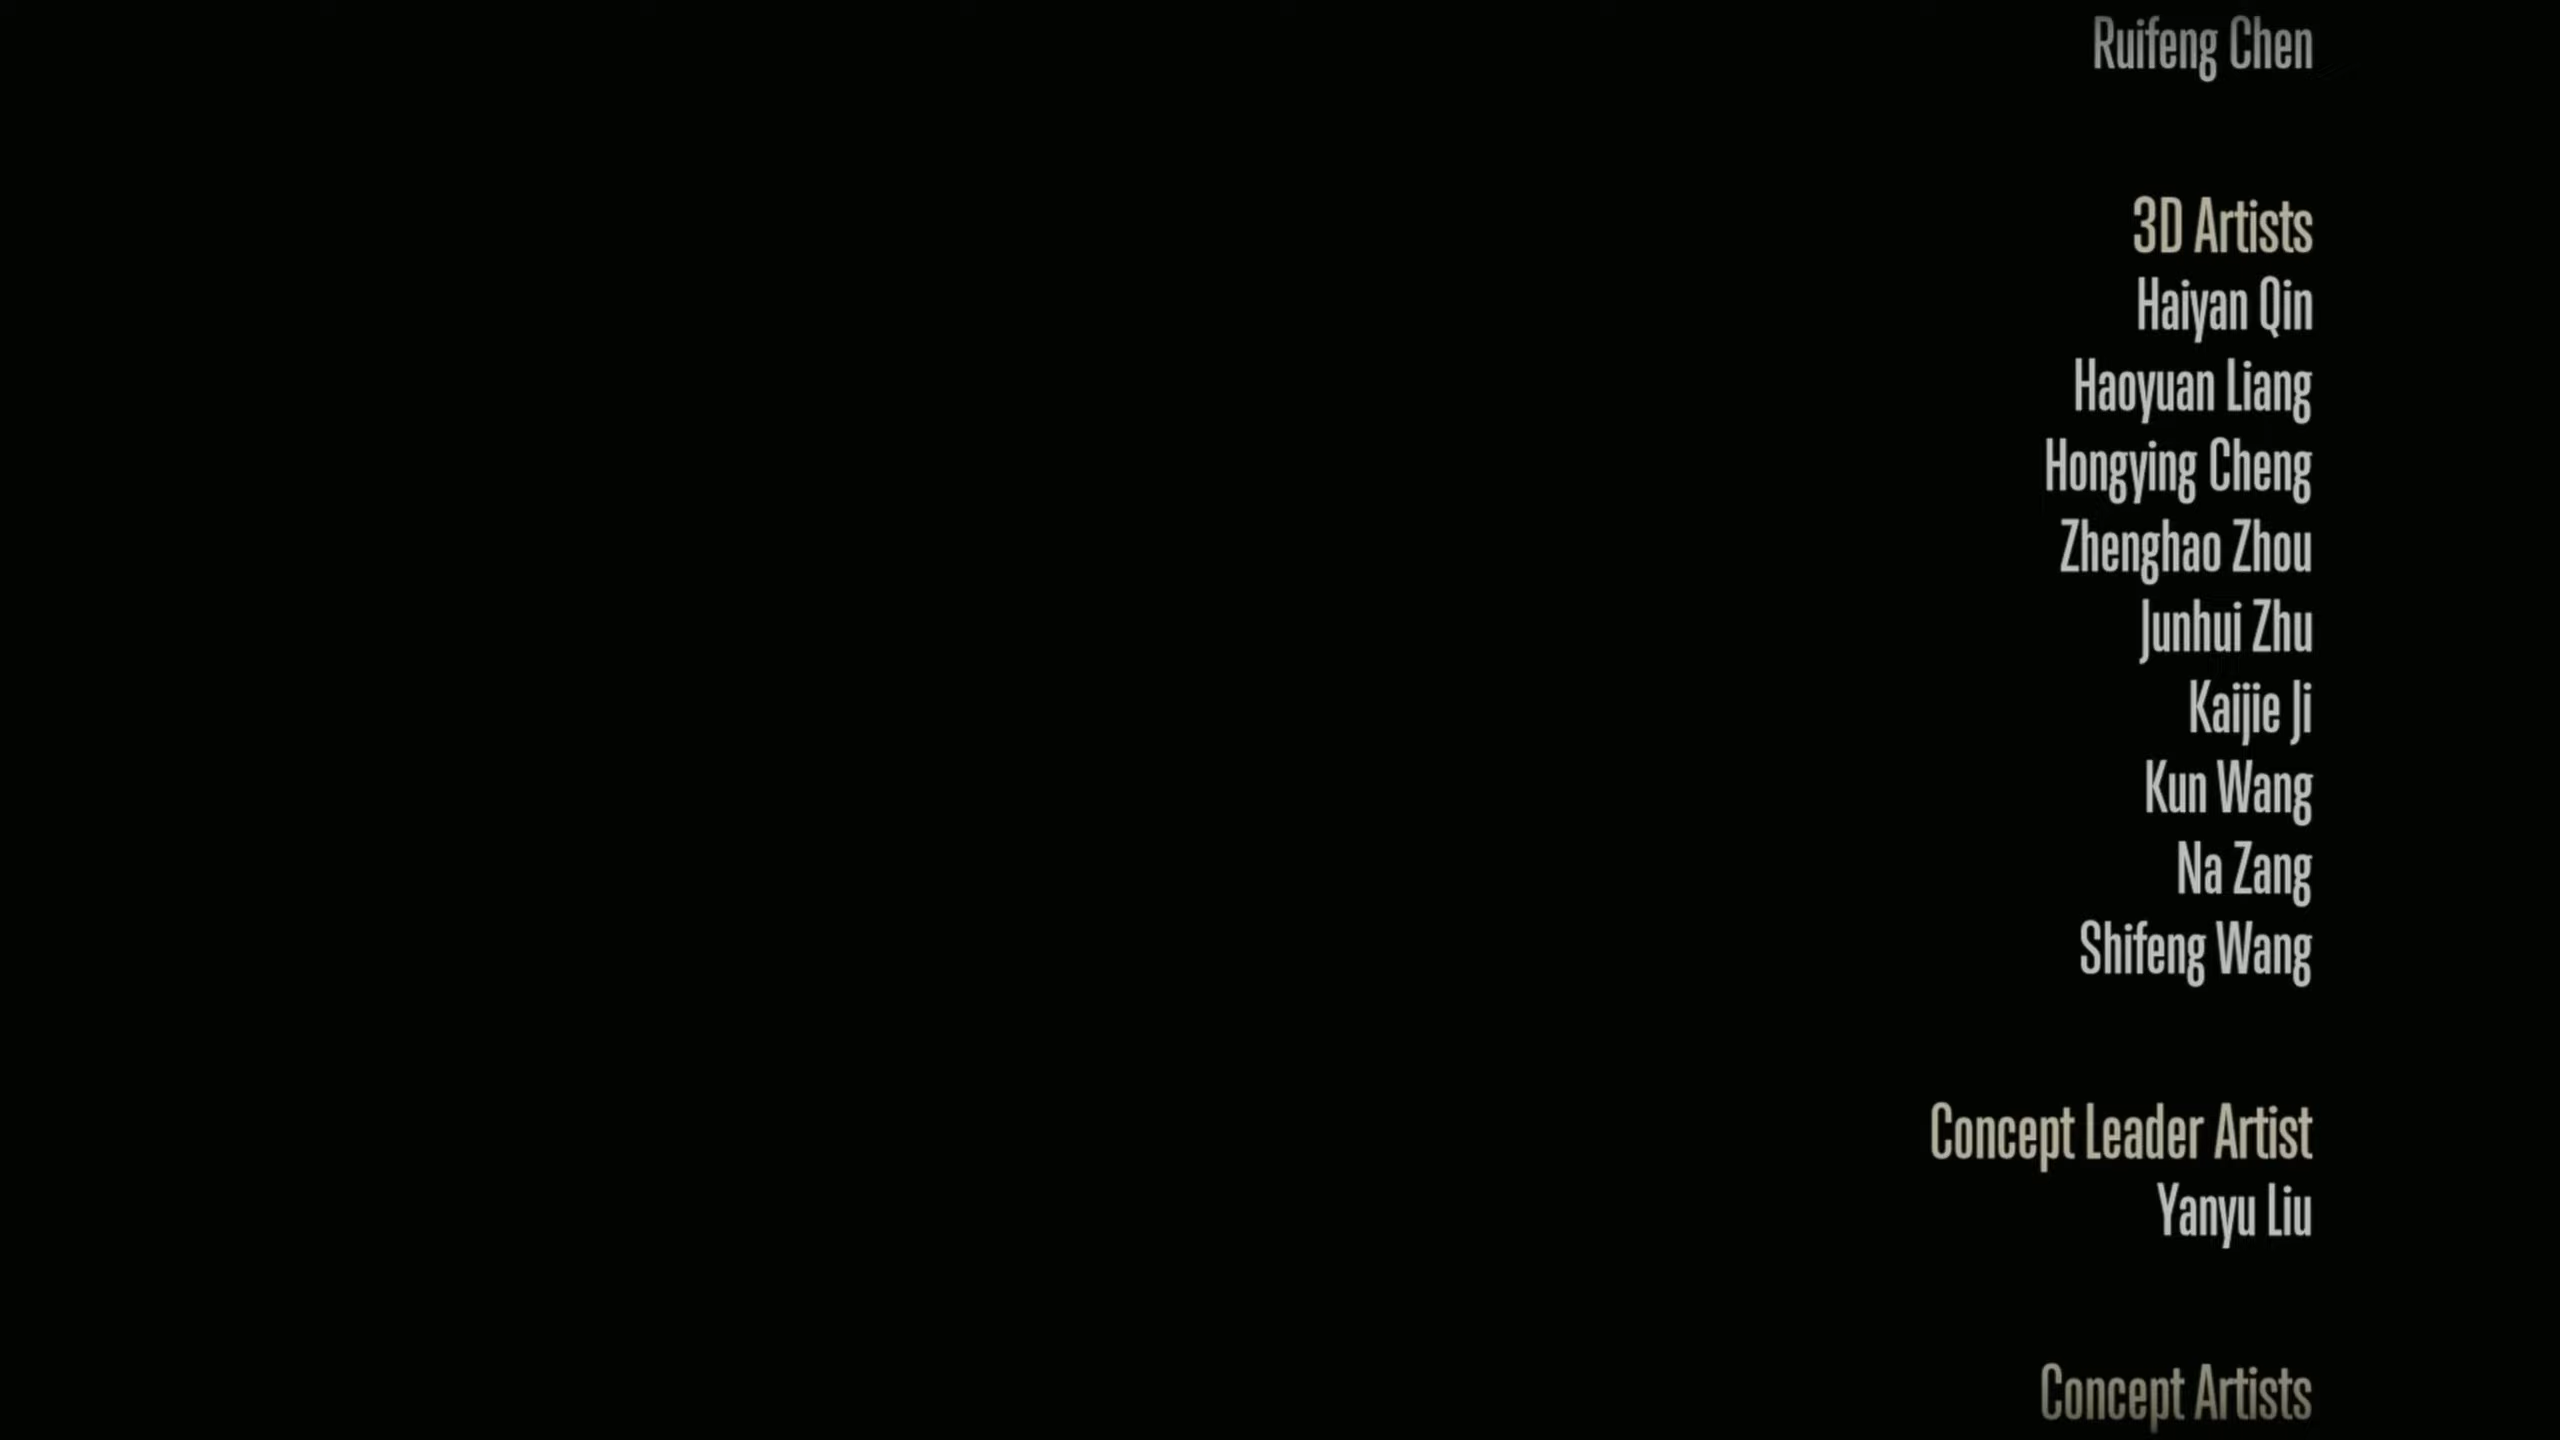 Ruifeng Chen
3D Artists
Haiyan Qin
Haoyuan Liang
Hongying Cheng
Zhenghao Zhou
Junhui Zhu
Kaijie Ji
Kun Wang
Na Zang
Shifeng Wang
Concept Leader Artist
Yanyu Liu
Concept Artists